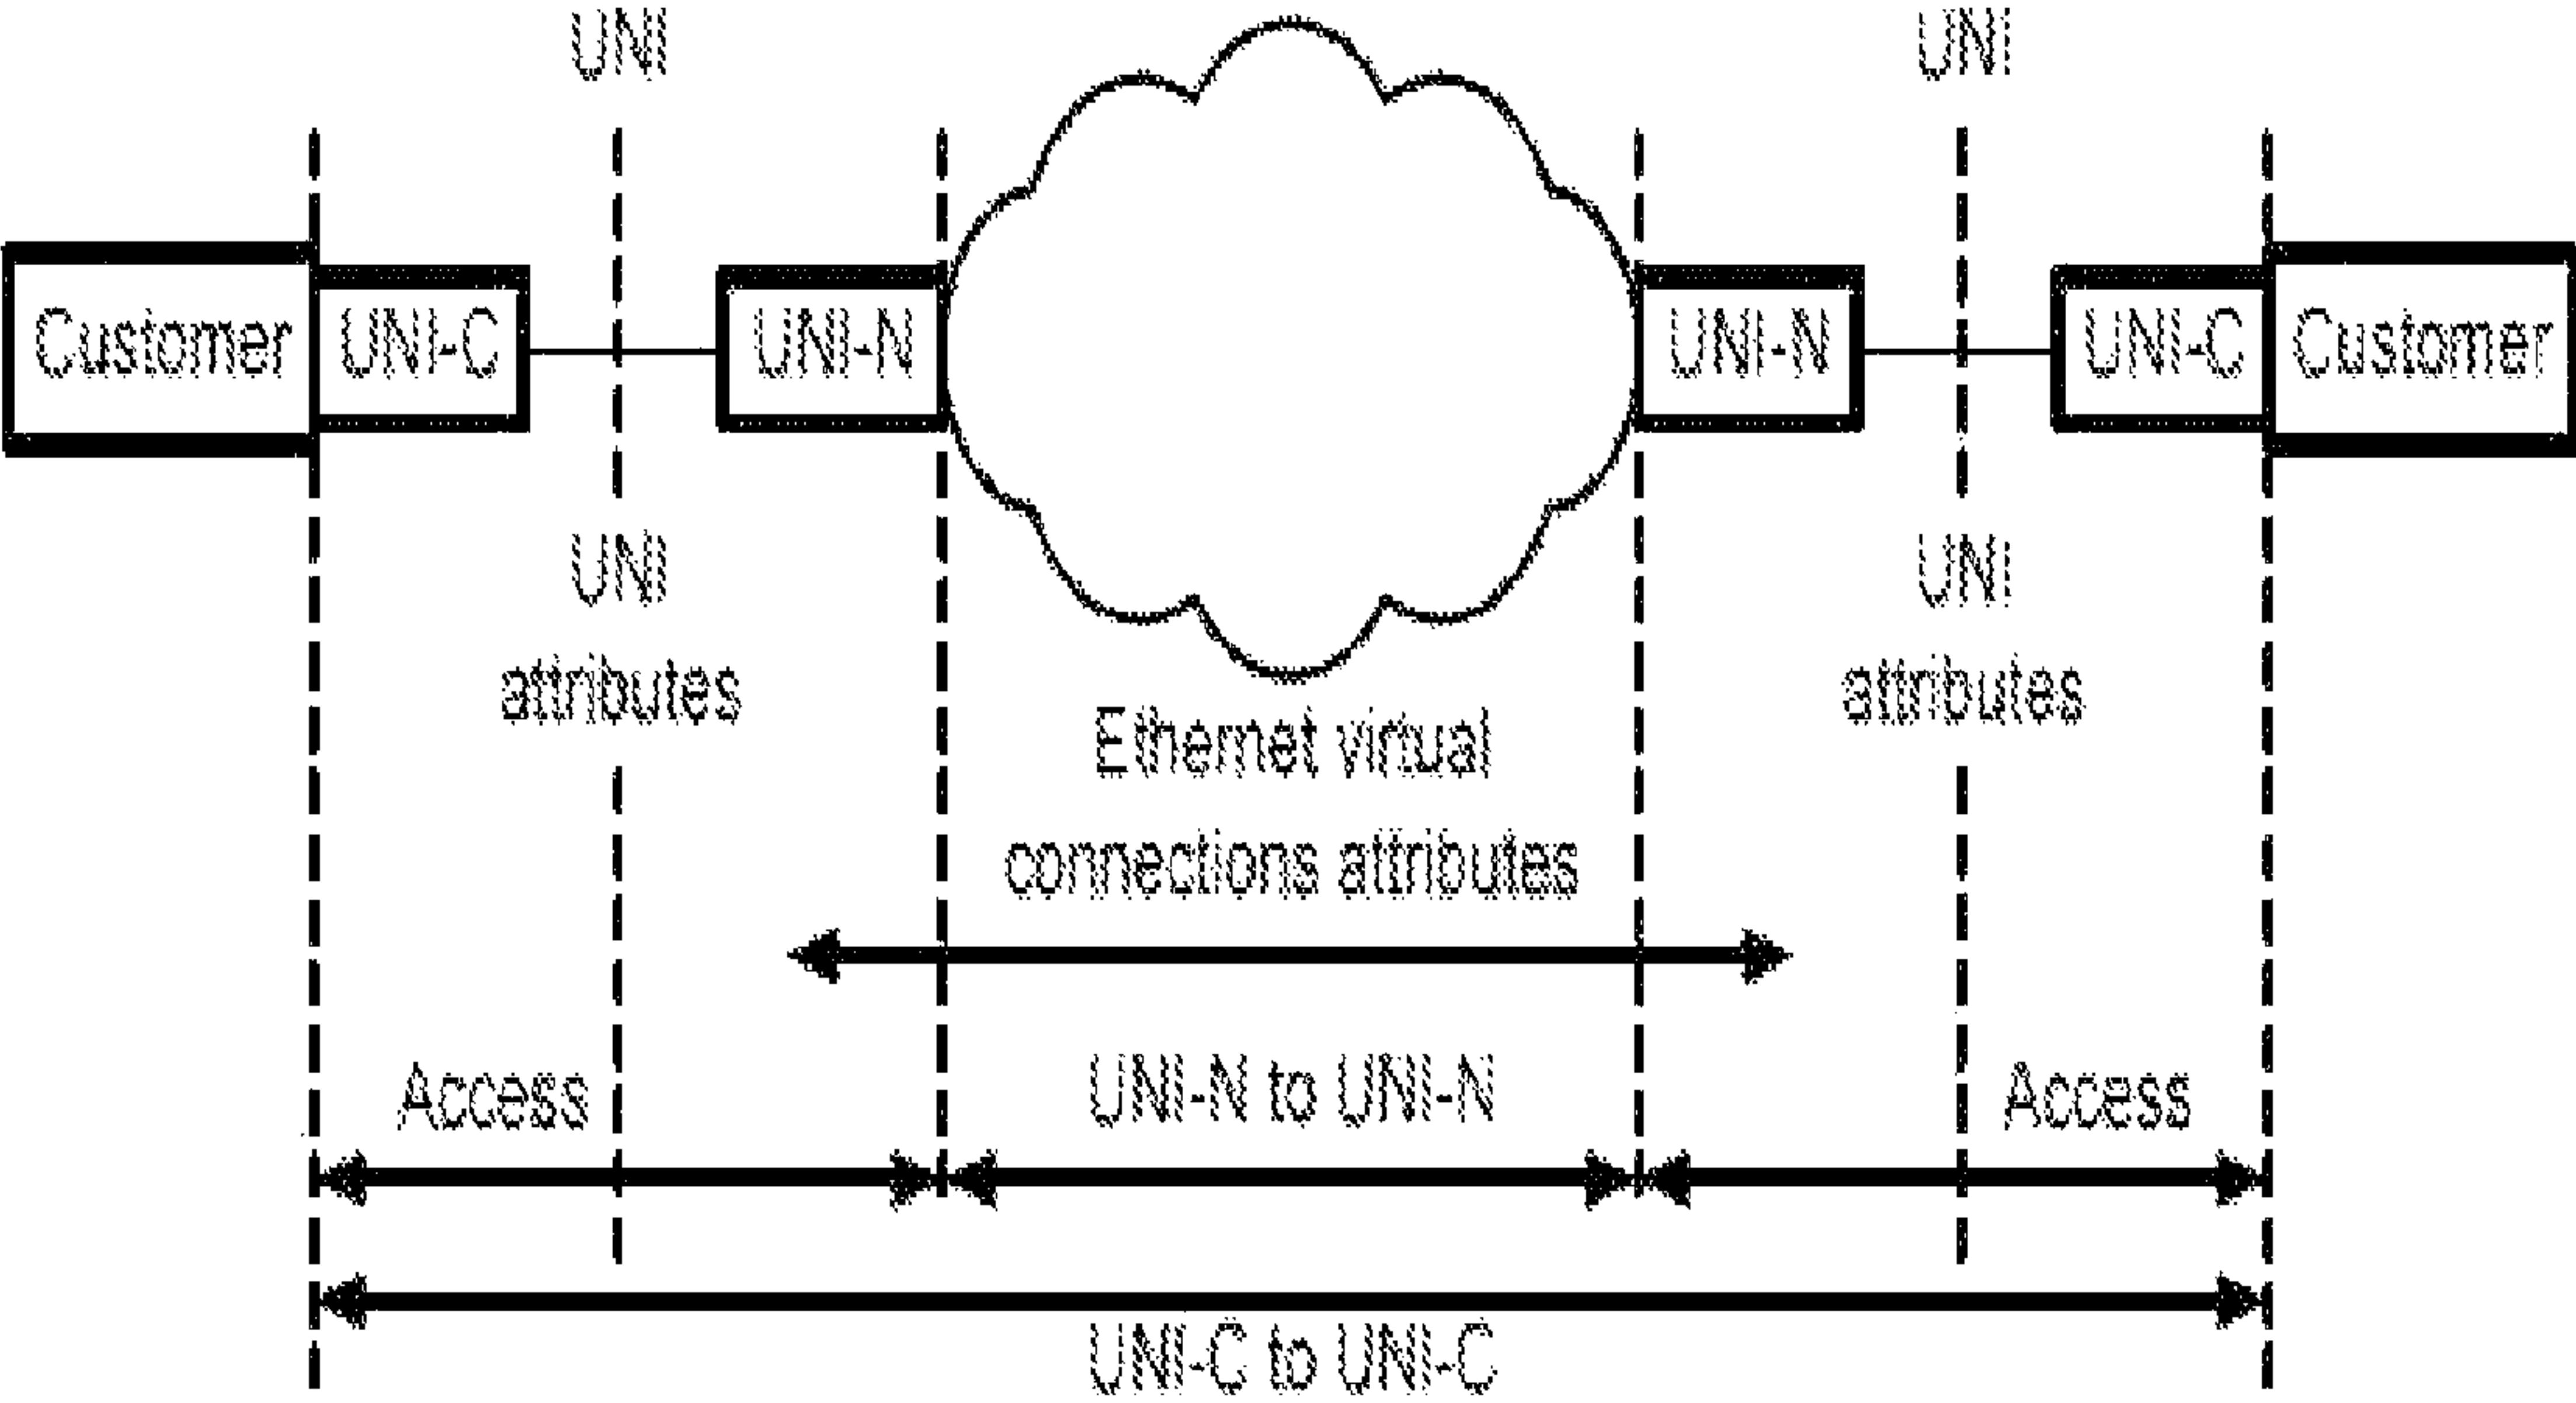 UNI
UNI
Customer
UNI-C
UNI-N
UNI-N
UNI-C
Customer
UNI
attributes
UNI
attributes
Ethernet virtual
connections attributes
Access
UNI-N to UNI-N
Access
UNI-C to UNI-C